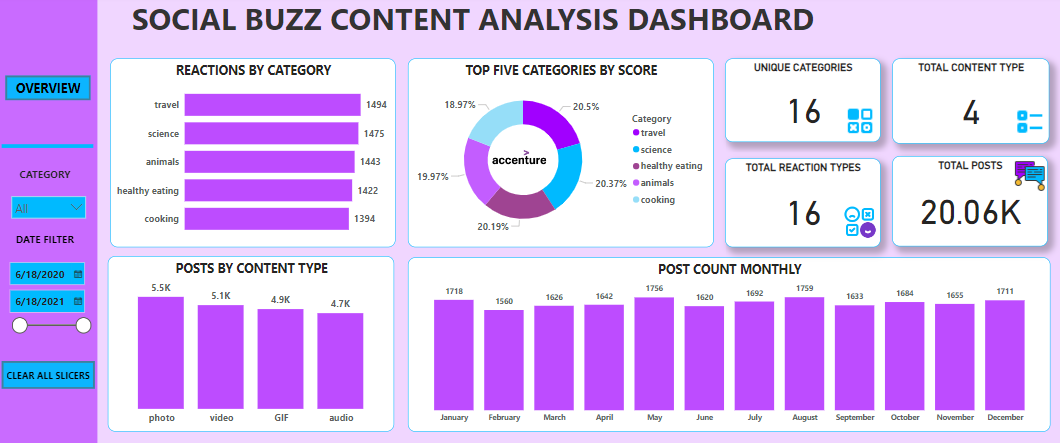 SOCIAL BUZZ CONTENT ANALYSIS DASHBOARD
OVERVIEW
CATEGORY
All
DATE FILTER
6/18/2020
6/18/2021
CLEAR ALL SLICERS
REACTIONS BY CATEGORY
travel 1494
science 1475
animals 1443
healthy eating 1422
cooking 1394
TOP FIVE CATEGORIES BY SCORE
18.97%
20.5%
19.97%
20.37%
20.19%
>
accenture
Category
travel
science
healthy eating
animals
cooking
UNIQUE CATEGORIES
16
TOTAL CONTENT TYPE
4
TOTAL REACTION TYPES
16
TOTAL POSTS
20.06K
POSTS BY CONTENT TYPE
5.5K 5.1K 4.9K 4.7K
photo video GIF audio
POST COUNT MONTHLY
1718 1560 1626 1642 1756 1620 1692 1759 1633 1684 1655 1711
January February March April May June July August September October November December